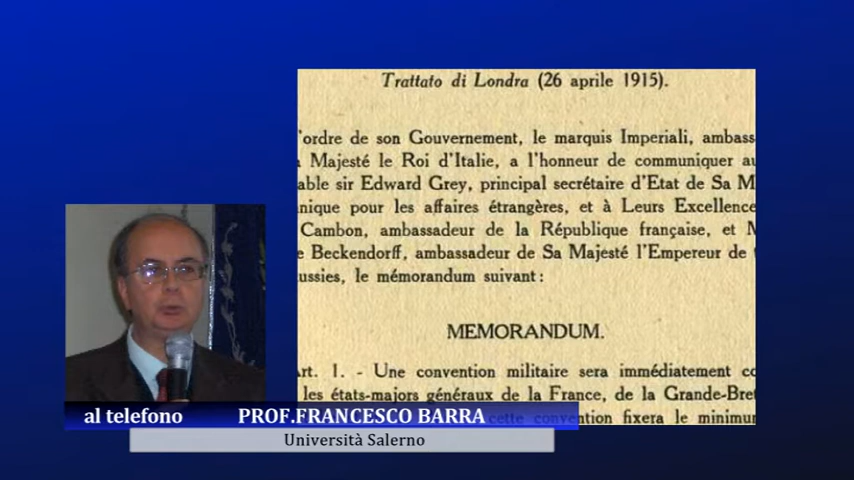 Trattato di Londra (26 aprile 1915).
'ordre de son Gouvernement, le marquis Imperiali, ambass
Majesté le Roi d'Italie, a l'honneur de communiquer au
able sir Edward Grey, principal secrétaire d'Etat de Sa M
nique pour les affaires étrangères, et à Leurs Excellence
Cambon, ambassadeur de la République française, et M
e Beckendorff, ambassadeur de Sa Majesté l'Empereur de
ussies, le mémorandum suivant :
MEMORANDUM.
Art. 1. - Une convention militaire sera immédiatement co
les états-majors généraux de la France, de la Grande-Bret
cette convention fixera le minimum
al telefono PROF.FRANCESCO BARRA
Università Salerno